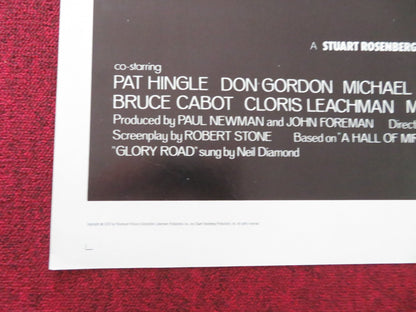 A STUART ROSENBERG
co-starring
PAT HINGLE DON GORDON MICHAEL
BRUCE CABOT CLORIS LEACHMAN M
Produced by PAUL NEWMAN and JOHN FOREMAN Direct
Screenplay by ROBERT STONE Based on "A HALL OF MIR
"GLORY ROAD" sung by Neil Diamond